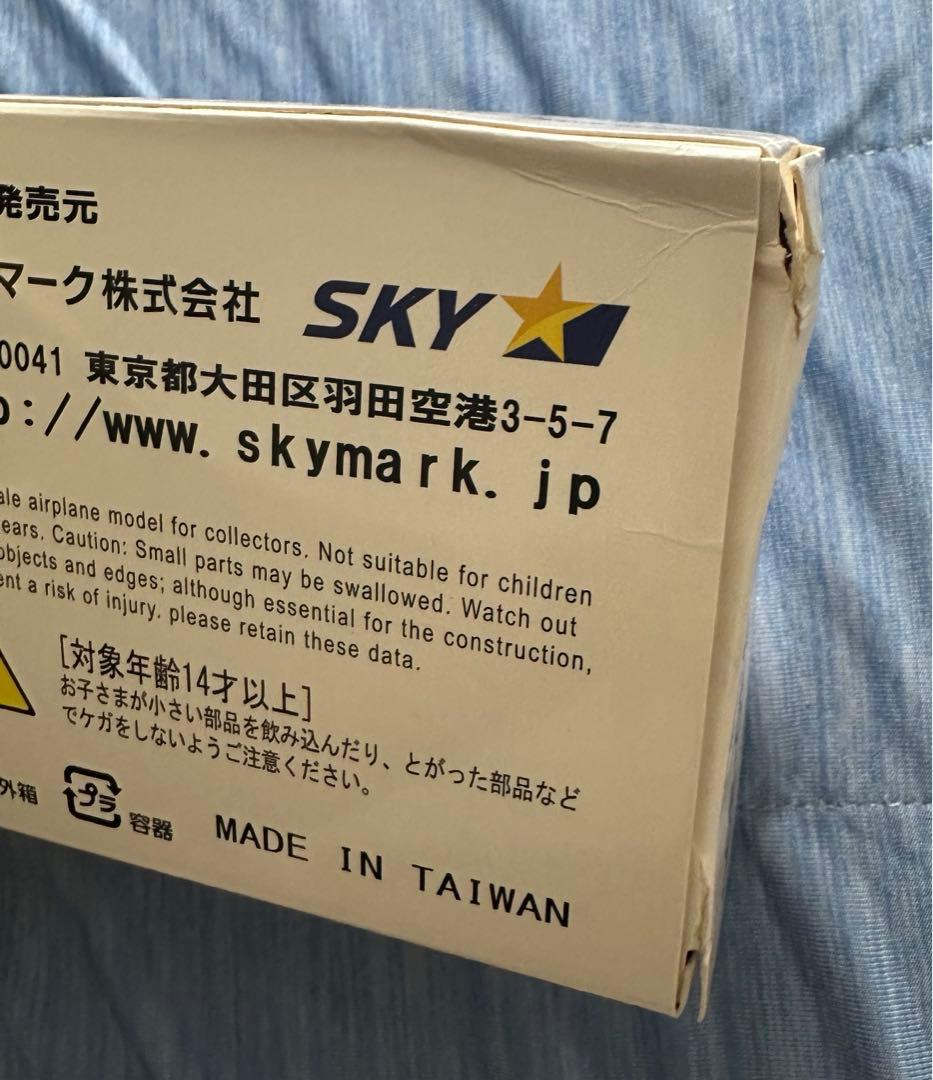 発売元
マーク株式会社
SKY
0041 東京都大田区羽田空港3-5-7
p://www.skymark.jp
ale airplane model for collectors. Not suitable for children
ears. Caution: Small parts may be swallowed. Watch out
objects and edges; although essential for the construction,
ent a risk of injury. please retain these data.
[対象年齢14才以上]
お子さまが小さい部品を飲み込んだり、とがった部品など
でケガをしないようご注意ください。
外箱
プラ
容器
MADE IN TAIWAN